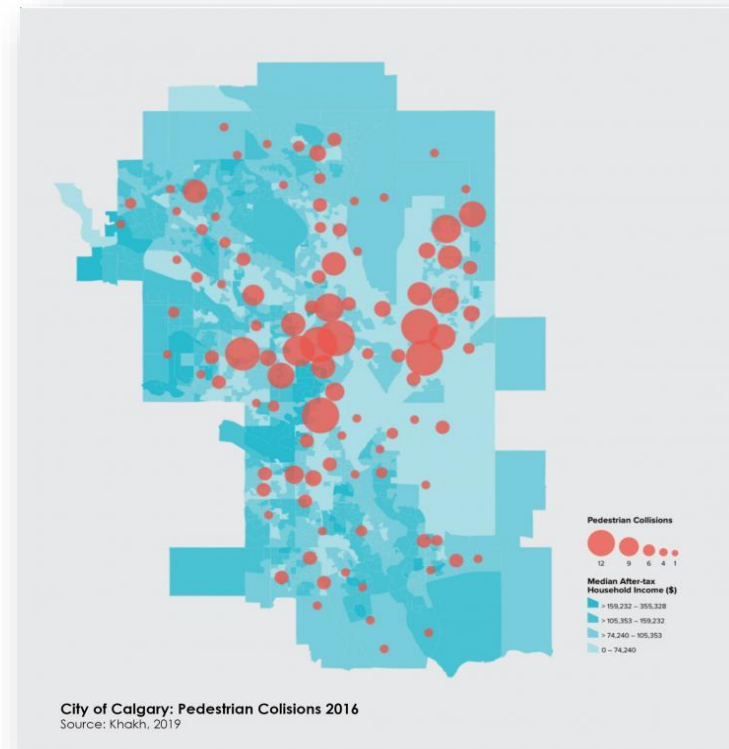 Pedestrian Collisions
12 9 6 4 1
Median After-tax
Household Income ($)
> 159,232 – 355,328
> 105,353 – 159,232
> 74,240 – 105,353
0 – 74,240
City of Calgary: Pedestrian Colisions 2016
Source: Khakh, 2019